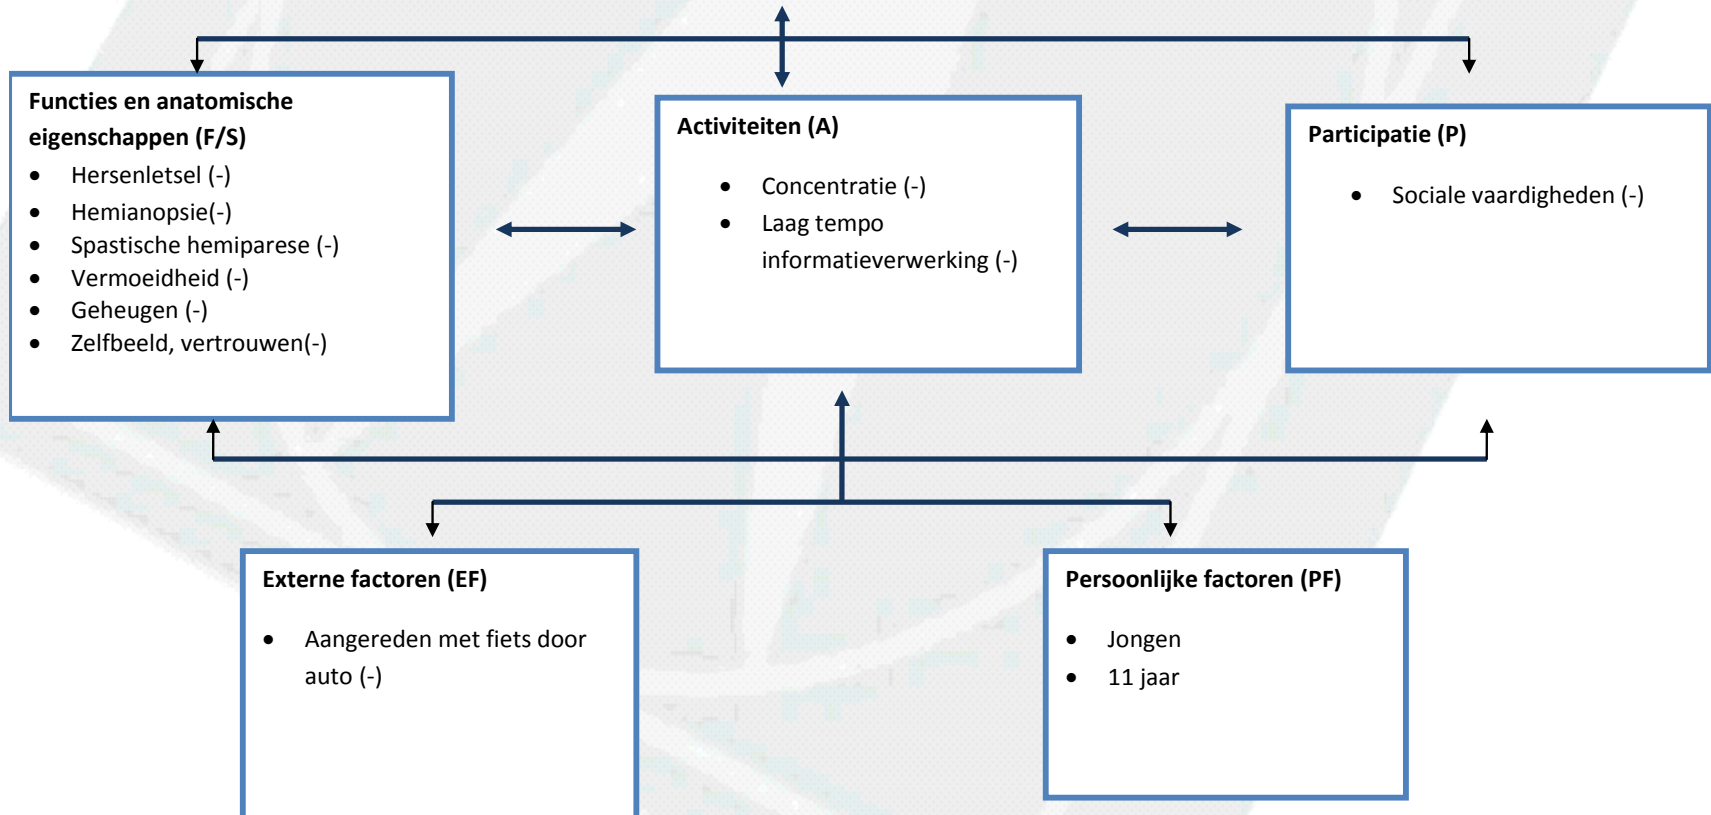 Functies en anatomische
eigenschappen (F/S)
• Hersenletsel (-)
• Hemianopsie(-)
• Spastische hemiparese (-)
• Vermoeidheid (-)
• Geheugen (-)
• Zelfbeeld, vertrouwen(-)
Activiteiten (A)
• Concentratie (-)
• Laag tempo
informatieverwerking (-)
Participatie (P)
• Sociale vaardigheden (-)
Externe factoren (EF)
• Aangereden met fiets door
auto (-)
Persoonlijke factoren (PF)
• Jongen
• 11 jaar